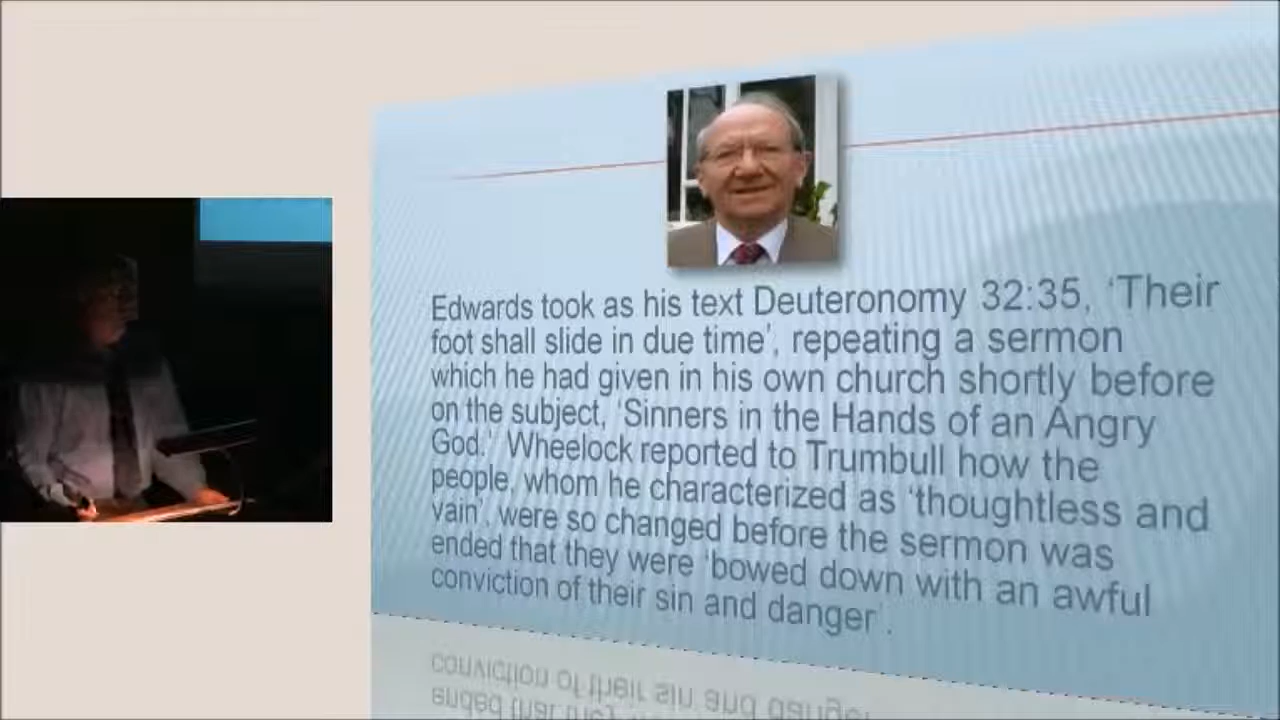 Edwards took as his text Deuteronomy 32:35, 'Their
foot shall slide in due time', repeating a sermon
which he had given in his own church shortly before
on the subject, 'Sinners in the Hands of an Angry
God.' Wheelock reported to Trumbull how the
people, whom he characterized as 'thoughtless and
vain', were so changed before the sermon was
ended that they were 'bowed down with an awful
conviction of their sin and danger'.